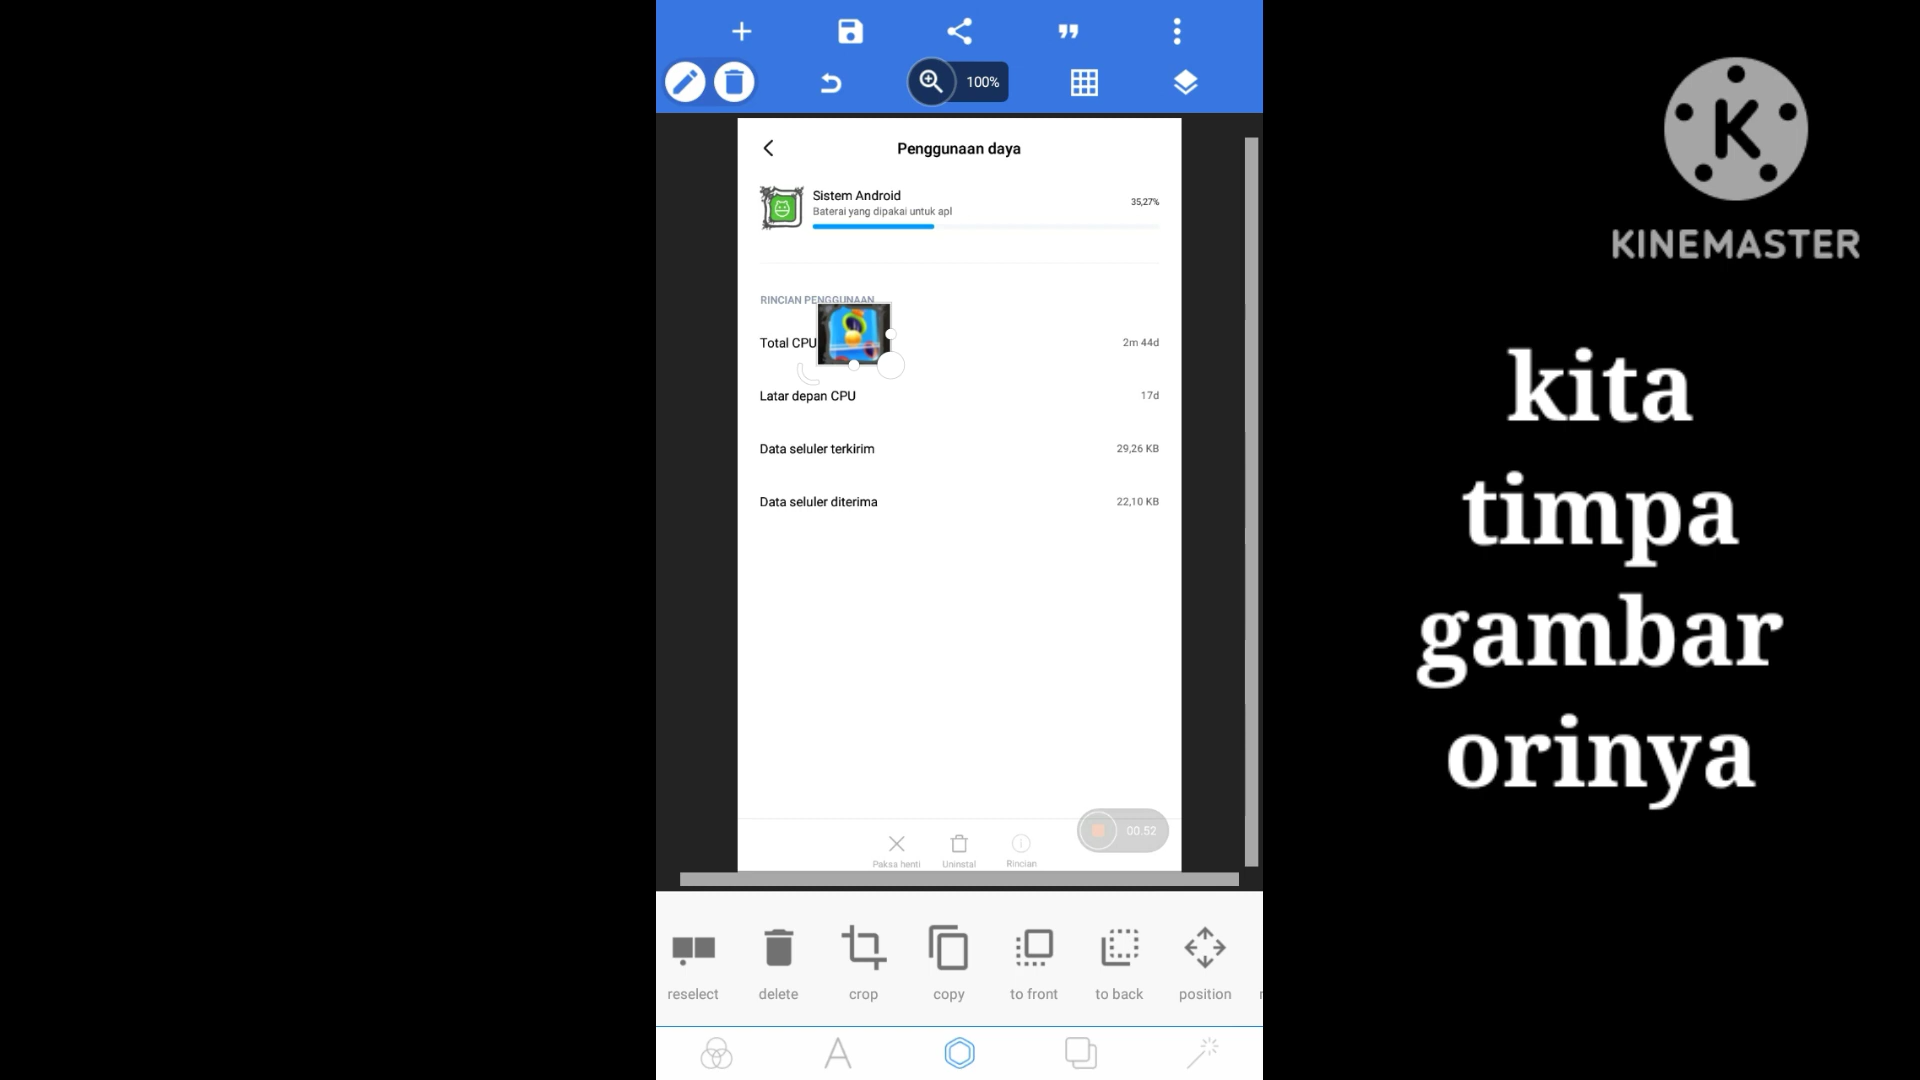 100%
Penggunaan daya
Sistem Android
Baterai yang dipakai untuk apl
35,27%
RINCIAN PENGGUNAAN
Total CPU
2m 44d
Latar depan CPU
17d
Data seluler terkirim
29,26 KB
Data seluler diterima
22,10 KB
00.52
Paksa henti
Uninstal
Rincian
reselect
delete
crop
copy
to front
to back
position
K
KINEMASTER
kita
timpa
gambar
orinya